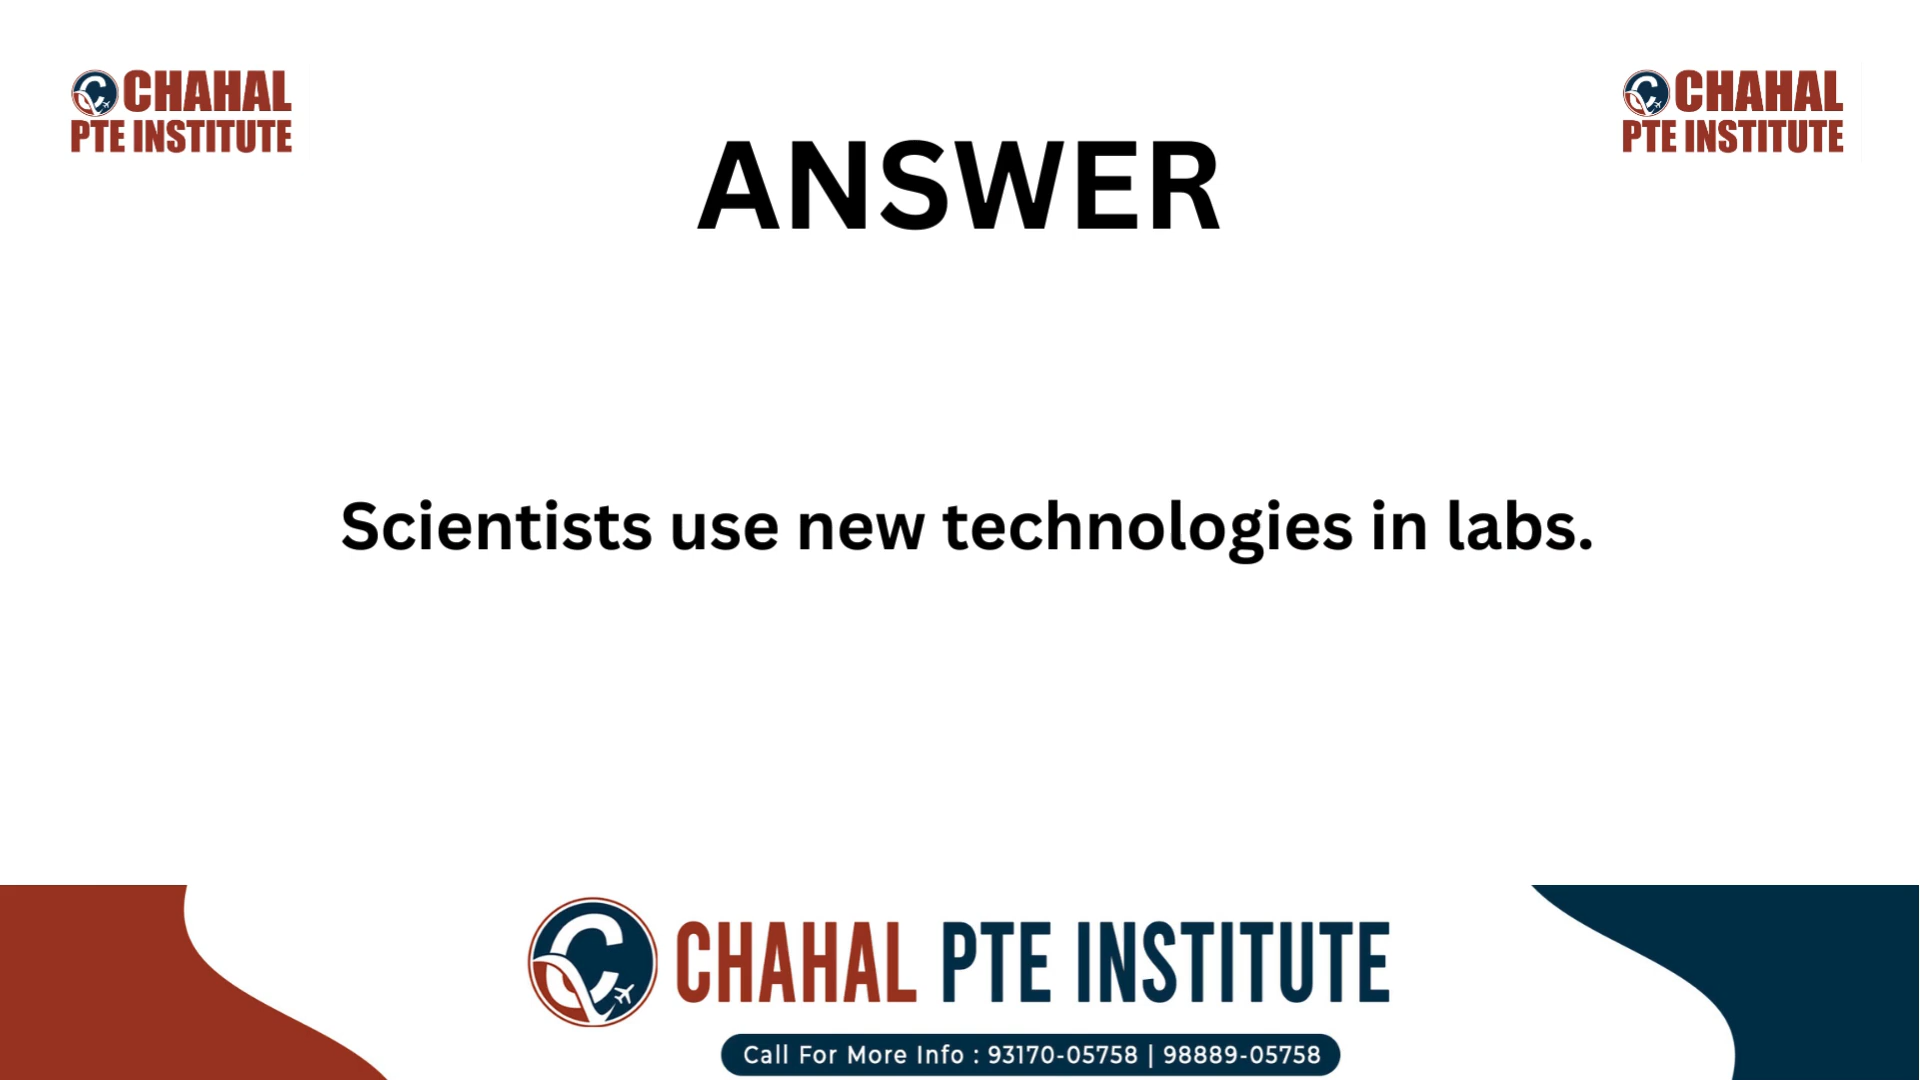 CHAHAL
PTE INSTITUTE
CHAHAL
PTE INSTITUTE
ANSWER
Scientists use new technologies in labs.
CHAHAL PTE INSTITUTE
Call For More Info : 93170-05758 | 98889-05758